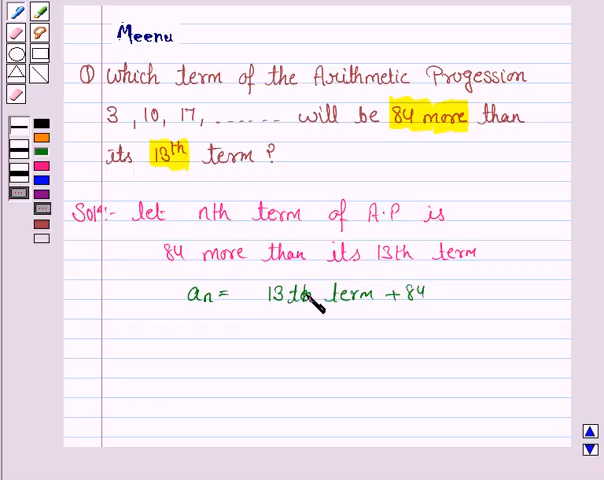 Meenu
① Which term of the Arithmetic Progession
3 , 10, 17, ....... will be 84 more than
its 13th term ?
Solⁿ:- let nth term of A.P is
84 more than its 13th term
an = 13th term + 84